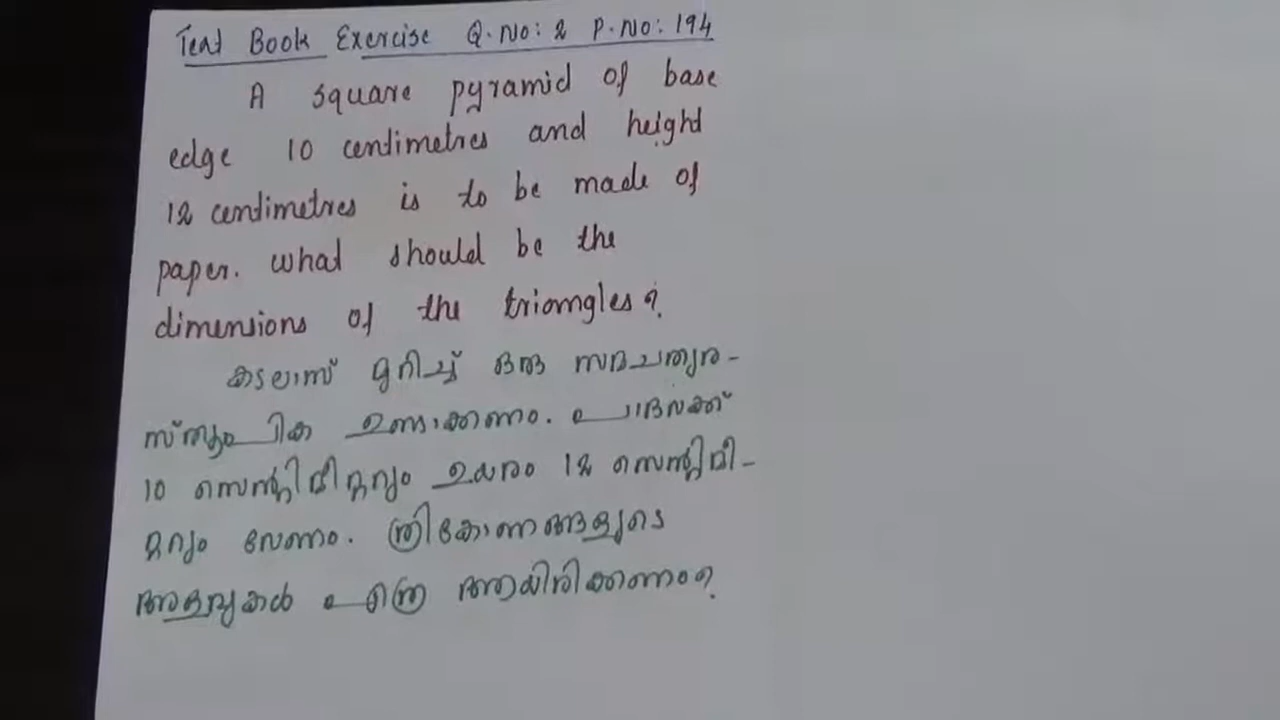 Text Book Exercise Q.No: 2 P.No: 194
A square pyramid of base
edge 10 centimetres and height
12 centimetres is to be made of
paper. What should be the
dimensions of the triangles?
കടലാസ് മുറിച്ച് ഒരു സമചതുര-
സ്തൂപിക ഉണ്ടാക്കണം. പാദവക്ക്
10 സെന്റിമീറ്ററും ഉയരം 12 സെന്റിമീ-
റ്ററും വേണം. ത്രികോണങ്ങളുടെ
അളവുകൾ എത്ര ആയിരിക്കണം?